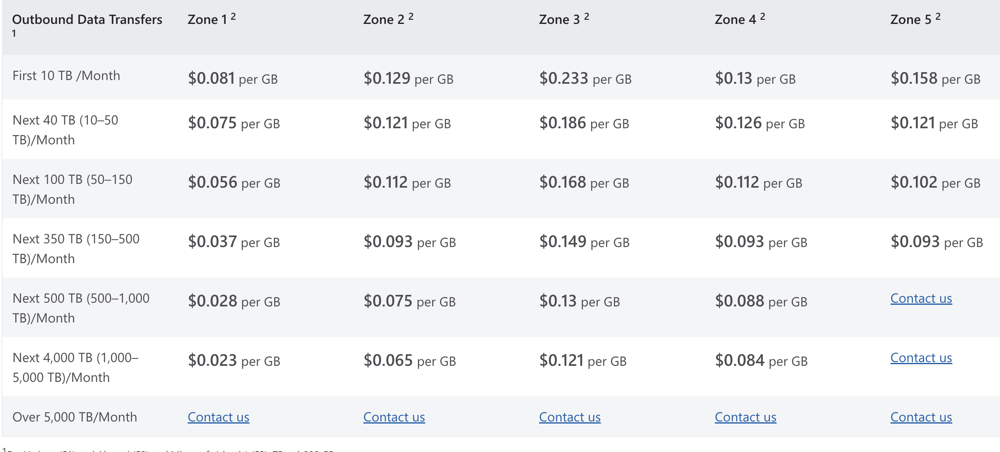 Outbound Data Transfers Zone 1 2 Zone 2 2 Zone 3 2 Zone 4 2 Zone 5 2
1
First 10 TB /Month $0.081 per GB $0.129 per GB $0.233 per GB $0.13 per GB $0.158 per GB
Next 40 TB (10–50 $0.075 per GB $0.121 per GB $0.186 per GB $0.126 per GB $0.121 per GB
TB)/Month
Next 100 TB (50–150 $0.056 per GB $0.112 per GB $0.168 per GB $0.112 per GB $0.102 per GB
TB)/Month
Next 350 TB (150–500 $0.037 per GB $0.093 per GB $0.149 per GB $0.093 per GB $0.093 per GB
TB)/Month
Next 500 TB (500–1,000 $0.028 per GB $0.075 per GB $0.13 per GB $0.088 per GB Contact us
TB)/Month
Next 4,000 TB (1,000– $0.023 per GB $0.065 per GB $0.121 per GB $0.084 per GB Contact us
5,000 TB)/Month
Over 5,000 TB/Month Contact us Contact us Contact us Contact us Contact us
1